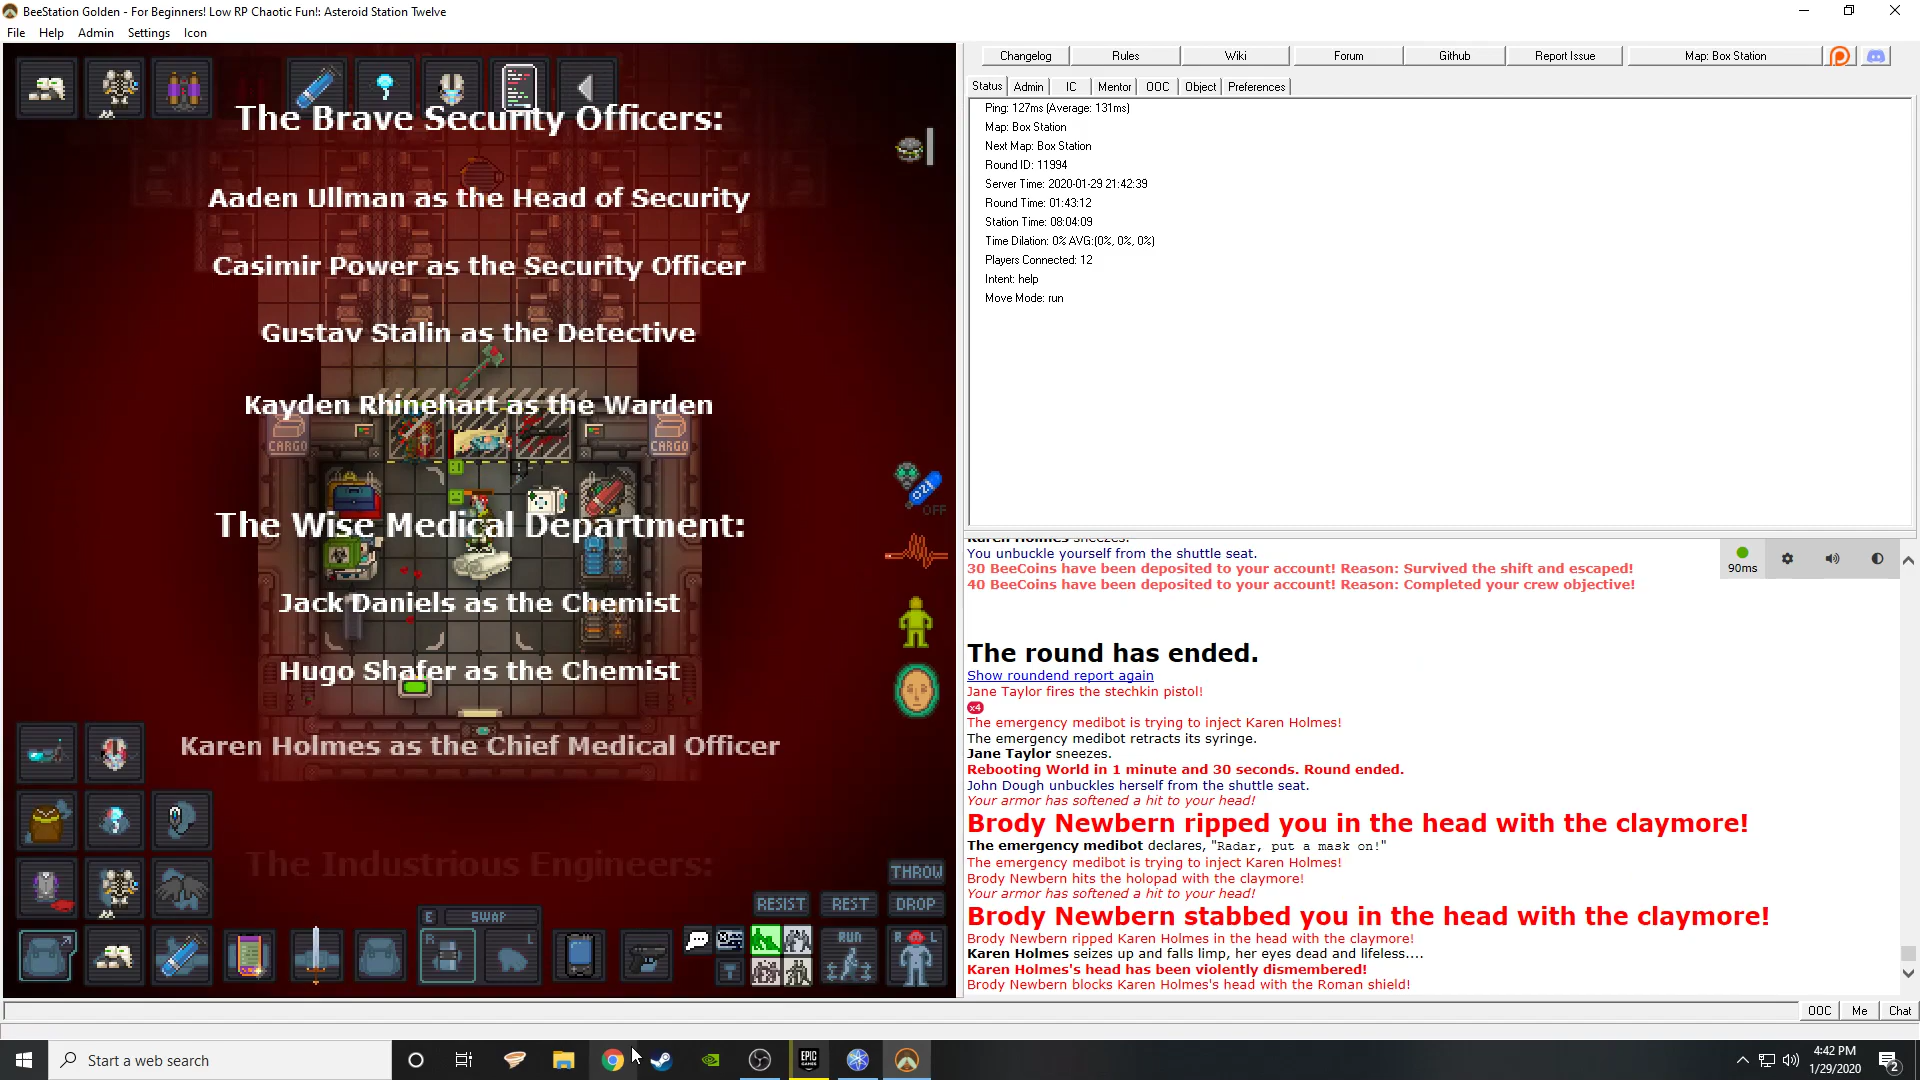 BeeStation Golden - For Beginners! Low RP Chaotic Fun!: Asteroid Station Twelve
File Help Admin Settings Icon
The Brave Security Officers:
Aaden Ullman as the Head of Security
Casimir Power as the Security Officer
Gustav Stalin as the Detective
Kayden Rhinehart as the Warden
CARGO
CARGO
The Wise Medical Department:
Jack Daniels as the Chemist
Hugo Shafer as the Chemist
Karen Holmes as the Chief Medical Officer
The Industrious Engineers:
O2
OFF
THROW
RESIST REST DROP
E SWAP
R L
RUN
R L
Changelog Rules Wiki Forum Github Report Issue Map: Box Station
Status Admin IC Mentor OOC Object Preferences
Ping: 127ms (Average: 131ms)
Map: Box Station
Next Map: Box Station
Round ID: 11994
Server Time: 2020-01-29 21:42:39
Round Time: 01:43:12
Station Time: 08:04:09
Time Dilation: 0% AVG:(0%, 0%, 0%)
Players Connected: 12
Intent: help
Move Mode: run
Karen Holmes sneezes.
You unbuckle yourself from the shuttle seat.
30 BeeCoins have been deposited to your account! Reason: Survived the shift and escaped!
40 BeeCoins have been deposited to your account! Reason: Completed your crew objective!
90ms
The round has ended.
Show roundend report again
Jane Taylor fires the stechkin pistol!
x4
The emergency medibot is trying to inject Karen Holmes!
The emergency medibot retracts its syringe.
Jane Taylor sneezes.
Rebooting World in 1 minute and 30 seconds. Round ended.
John Dough unbuckles herself from the shuttle seat.
Your armor has softened a hit to your head!
Brody Newbern ripped you in the head with the claymore!
The emergency medibot declares, "Radar, put a mask on!"
The emergency medibot is trying to inject Karen Holmes!
Brody Newbern hits the holopad with the claymore!
Your armor has softened a hit to your head!
Brody Newbern stabbed you in the head with the claymore!
Brody Newbern ripped Karen Holmes in the head with the claymore!
Karen Holmes seizes up and falls limp, her eyes dead and lifeless....
Karen Holmes's head has been violently dismembered!
Brody Newbern blocks Karen Holmes's head with the Roman shield!
OOC Me Chat
Start a web search
EPIC GAMES
4:42 PM
1/29/2020
2